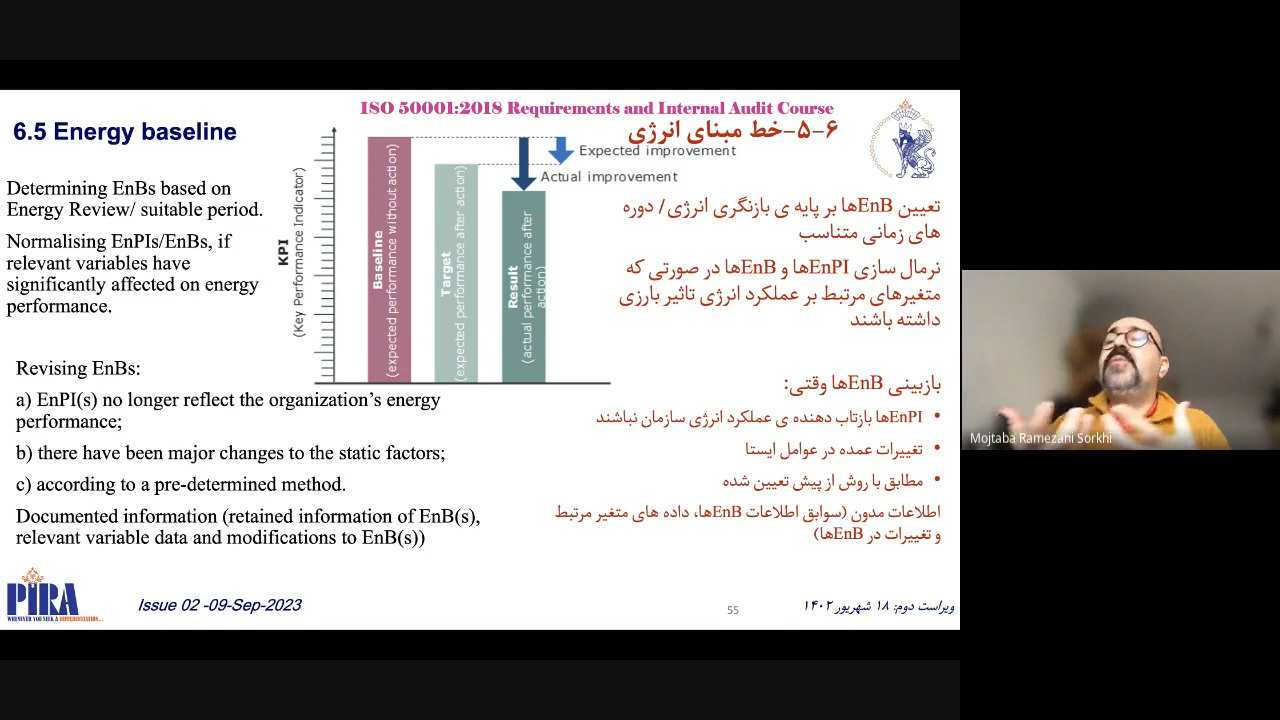 ISO 50001:2018 Requirements and Internal Audit Course
6.5 Energy baseline
۶-۵-خط مبنای انرژی
Determining EnBs based on
Energy Review/ suitable period.
Normalising EnPIs/EnBs, if
relevant variables have
significantly affected on energy
performance.
KPI
(Key Performance Indicator)
Baseline
(expected performance without action)
Target
(expected performance after action)
Result
(actual performance after
action)
Expected improvement
Actual improvement
تعیین EnBها بر پایه ی بازنگری انرژی/ دوره
های زمانی متناسب
نرمال سازی EnPIها و EnBها در صورتی که
متغیرهای مرتبط بر عملکرد انرژی تاثیر بارزی
داشته باشند
Revising EnBs:
a) EnPI(s) no longer reflect the organization's energy
performance;
b) there have been major changes to the static factors;
c) according to a pre-determined method.
Documented information (retained information of EnB(s),
relevant variable data and modifications to EnB(s))
بازبینی EnBها وقتی:
• EnPIها بازتاب دهنده ی عملکرد انرژی سازمان نباشند
• تغییرات عمده در عوامل ایستا
• مطابق با روش از پیش تعیین شده
اطلاعات مدون (سوابق اطلاعات EnBها، داده های متغیر مرتبط
و تغییرات در EnBها)
PIRA
WHENEVER YOU SEEK A DIFFERENTIATION...
Issue 02 -09-Sep-2023
55
ویراست دوم: ۱۸ شهریور ۱۴۰۲
Mojtaba Ramezani Sorkhi